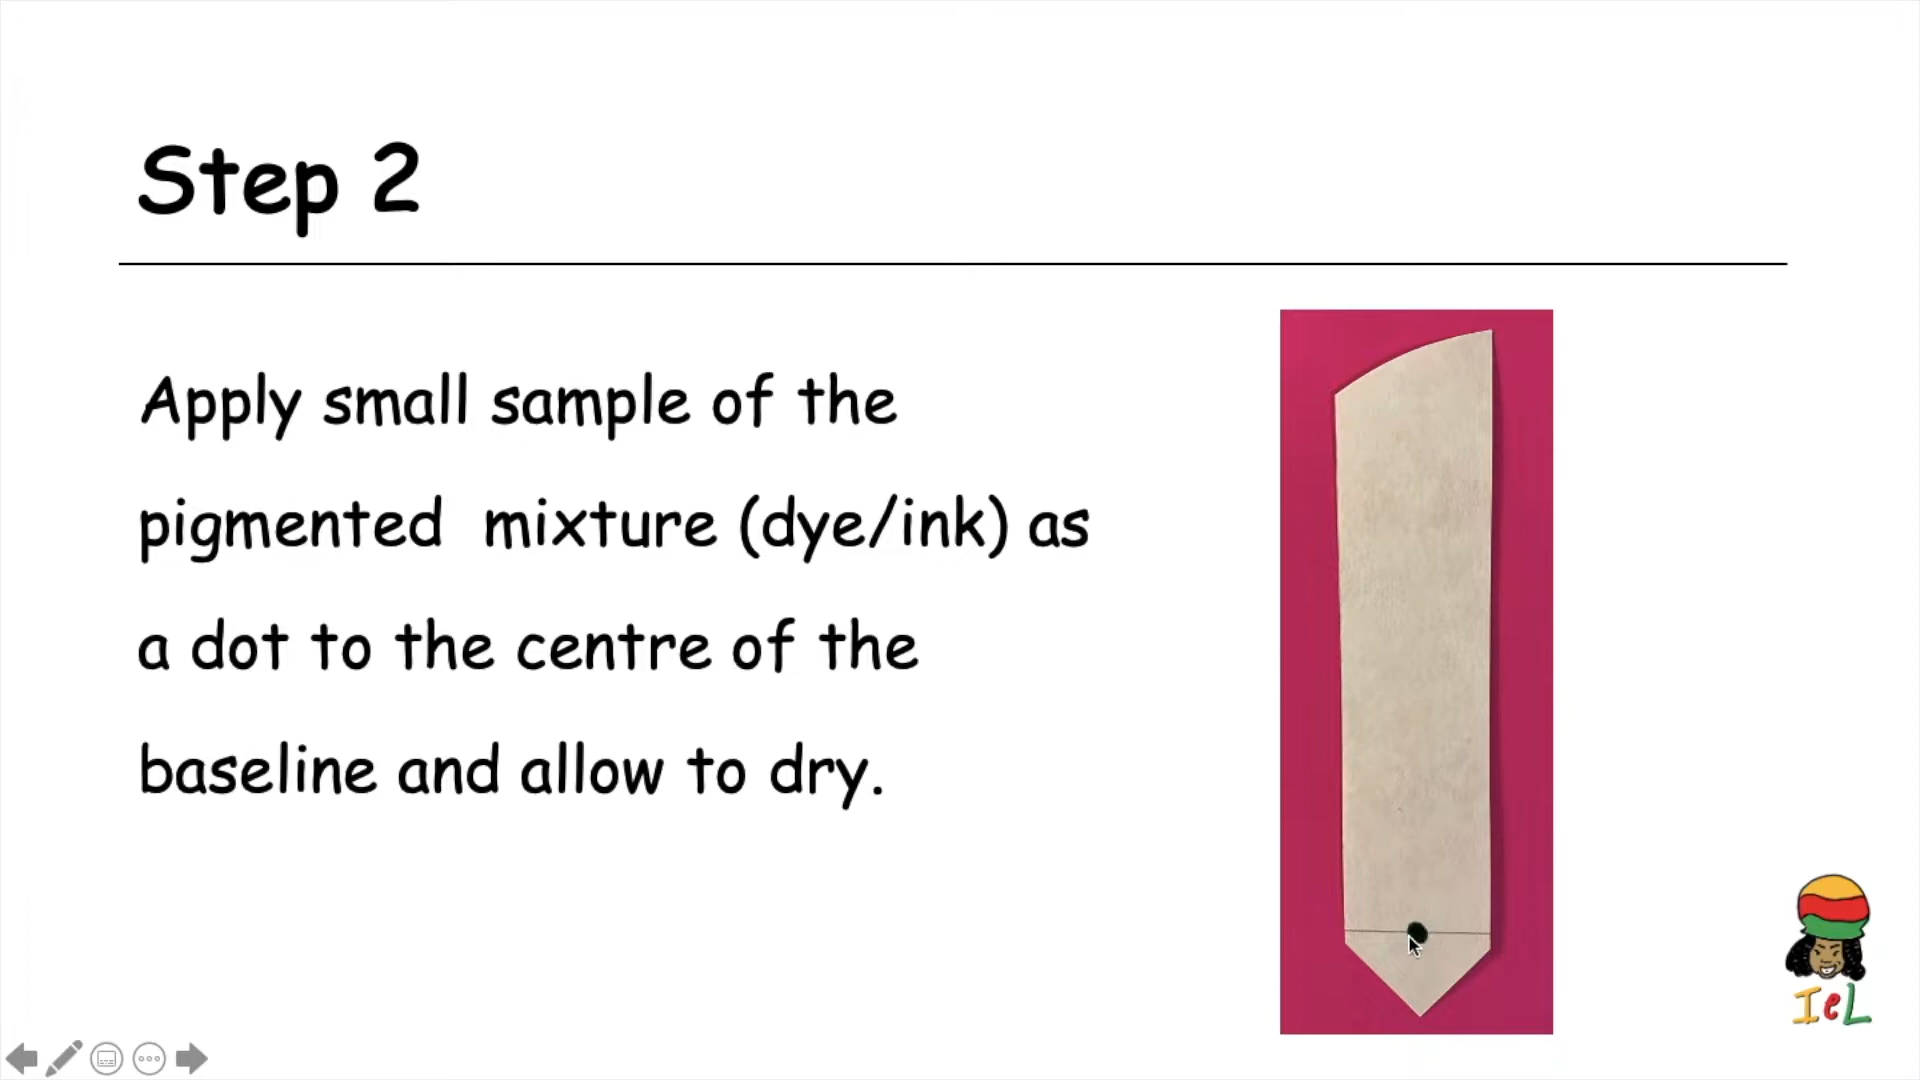 Step 2
Apply small sample of the
pigmented  mixture (dye/ink) as
a dot to the centre of the
baseline and allow to dry.
IeL